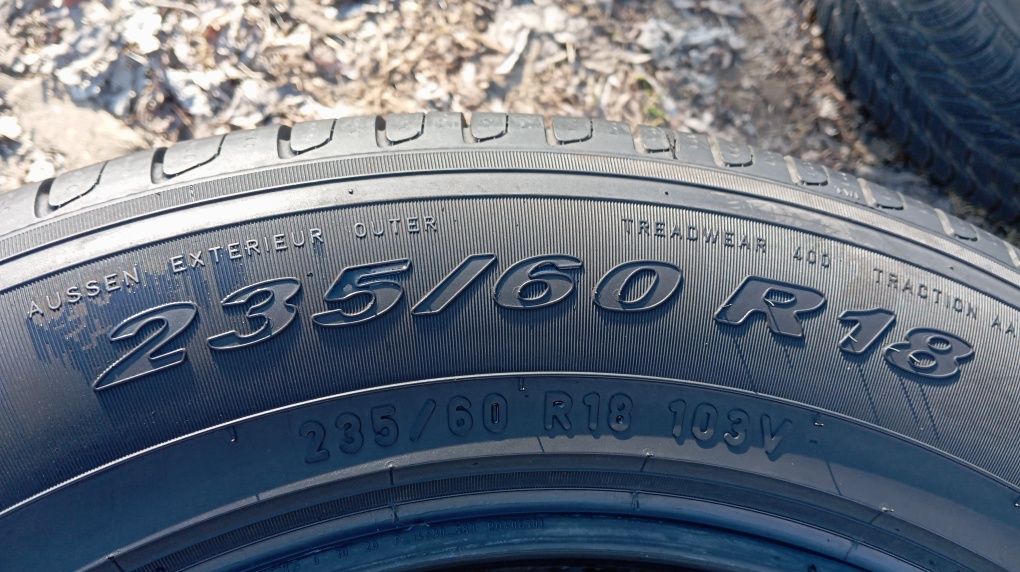 AUSSEN EXTERIEUR OUTER
TREADWEAR 400 TRACTION AA
235/60 R18
235/60 R18 103V